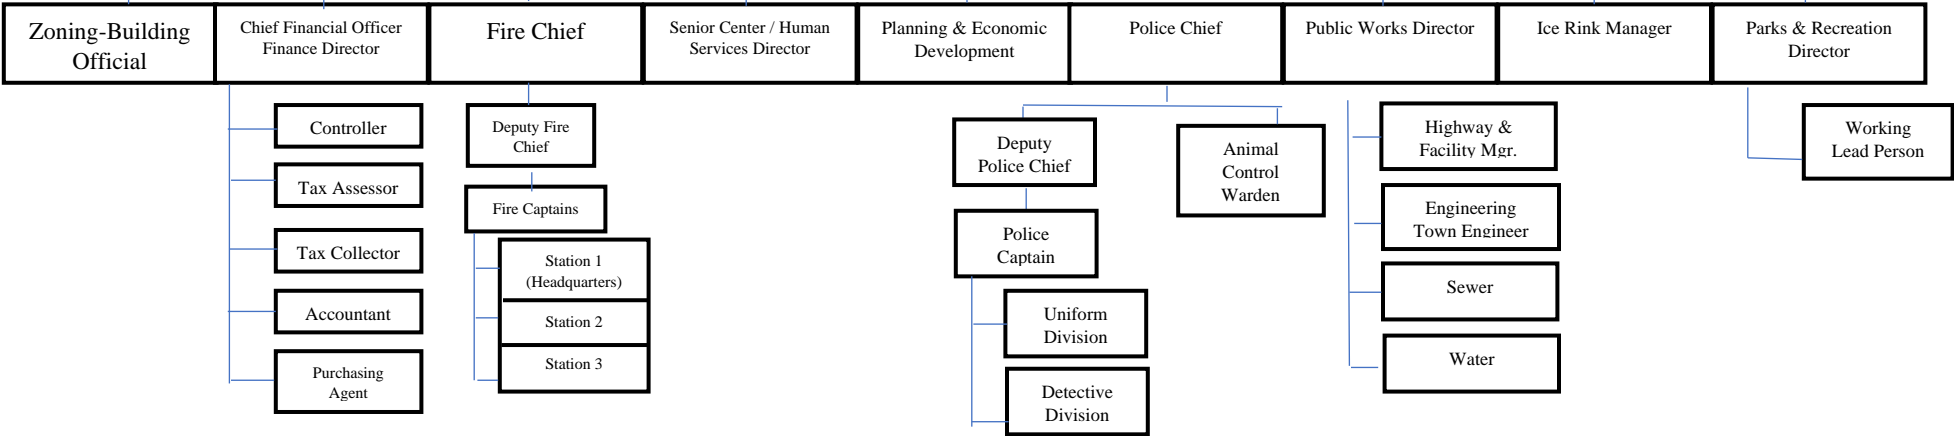 Zoning-Building
Official
Chief Financial Officer
Finance Director
Fire Chief
Senior Center / Human
Services Director
Planning & Economic
Development
Police Chief
Public Works Director
Ice Rink Manager
Parks & Recreation
Director
Controller
Tax Assessor
Tax Collector
Accountant
Purchasing
Agent
Deputy Fire
Chief
Fire Captains
Station 1
(Headquarters)
Station 2
Station 3
Deputy
Police Chief
Police
Captain
Uniform
Division
Detective
Division
Animal
Control
Warden
Highway &
Facility Mgr.
Engineering
Town Engineer
Sewer
Water
Working
Lead Person